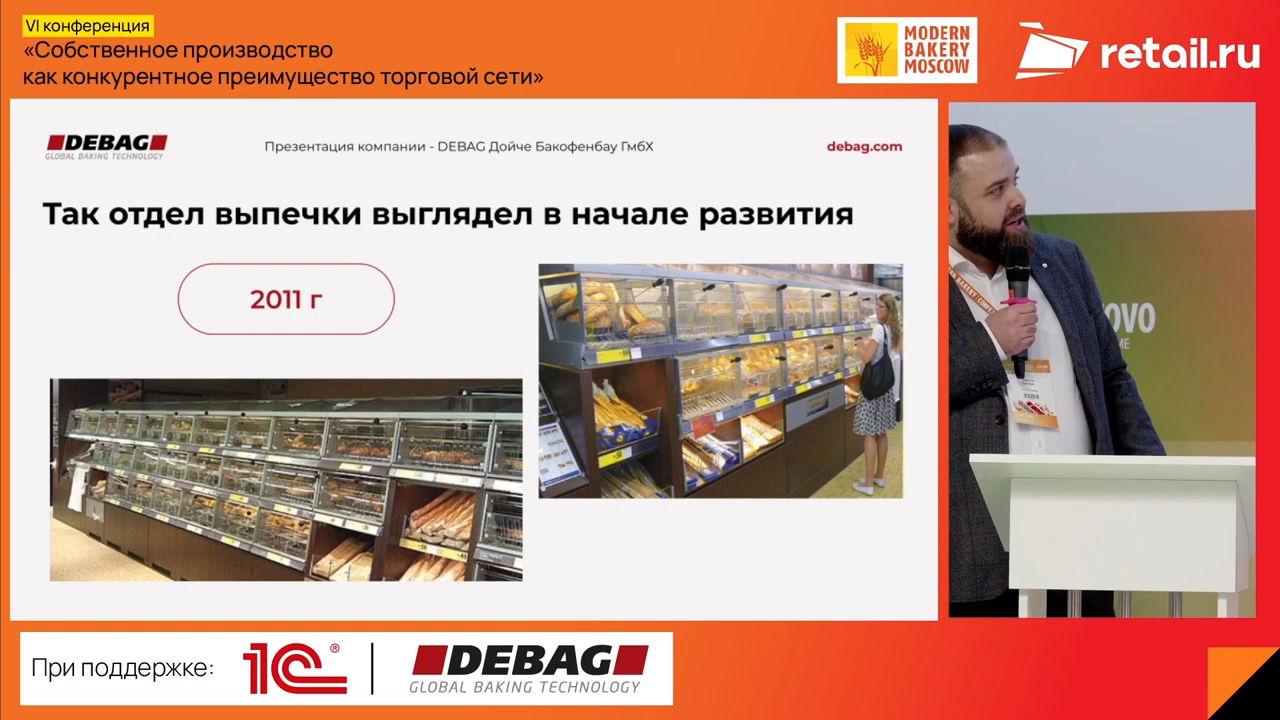 VI конференция
«Собственное производство
как конкурентное преимущество торговой сети»
MODERN
BAKERY
MOSCOW
retail.ru
DEBAG
GLOBAL BAKING TECHNOLOGY
Презентация компании - DEBAG Дойче Бакофенбау ГмбХ
debag.com
Так отдел выпечки выглядел в начале развития
2011 г
OVO
ME
При поддержке:
1С®
DEBAG
GLOBAL BAKING TECHNOLOGY